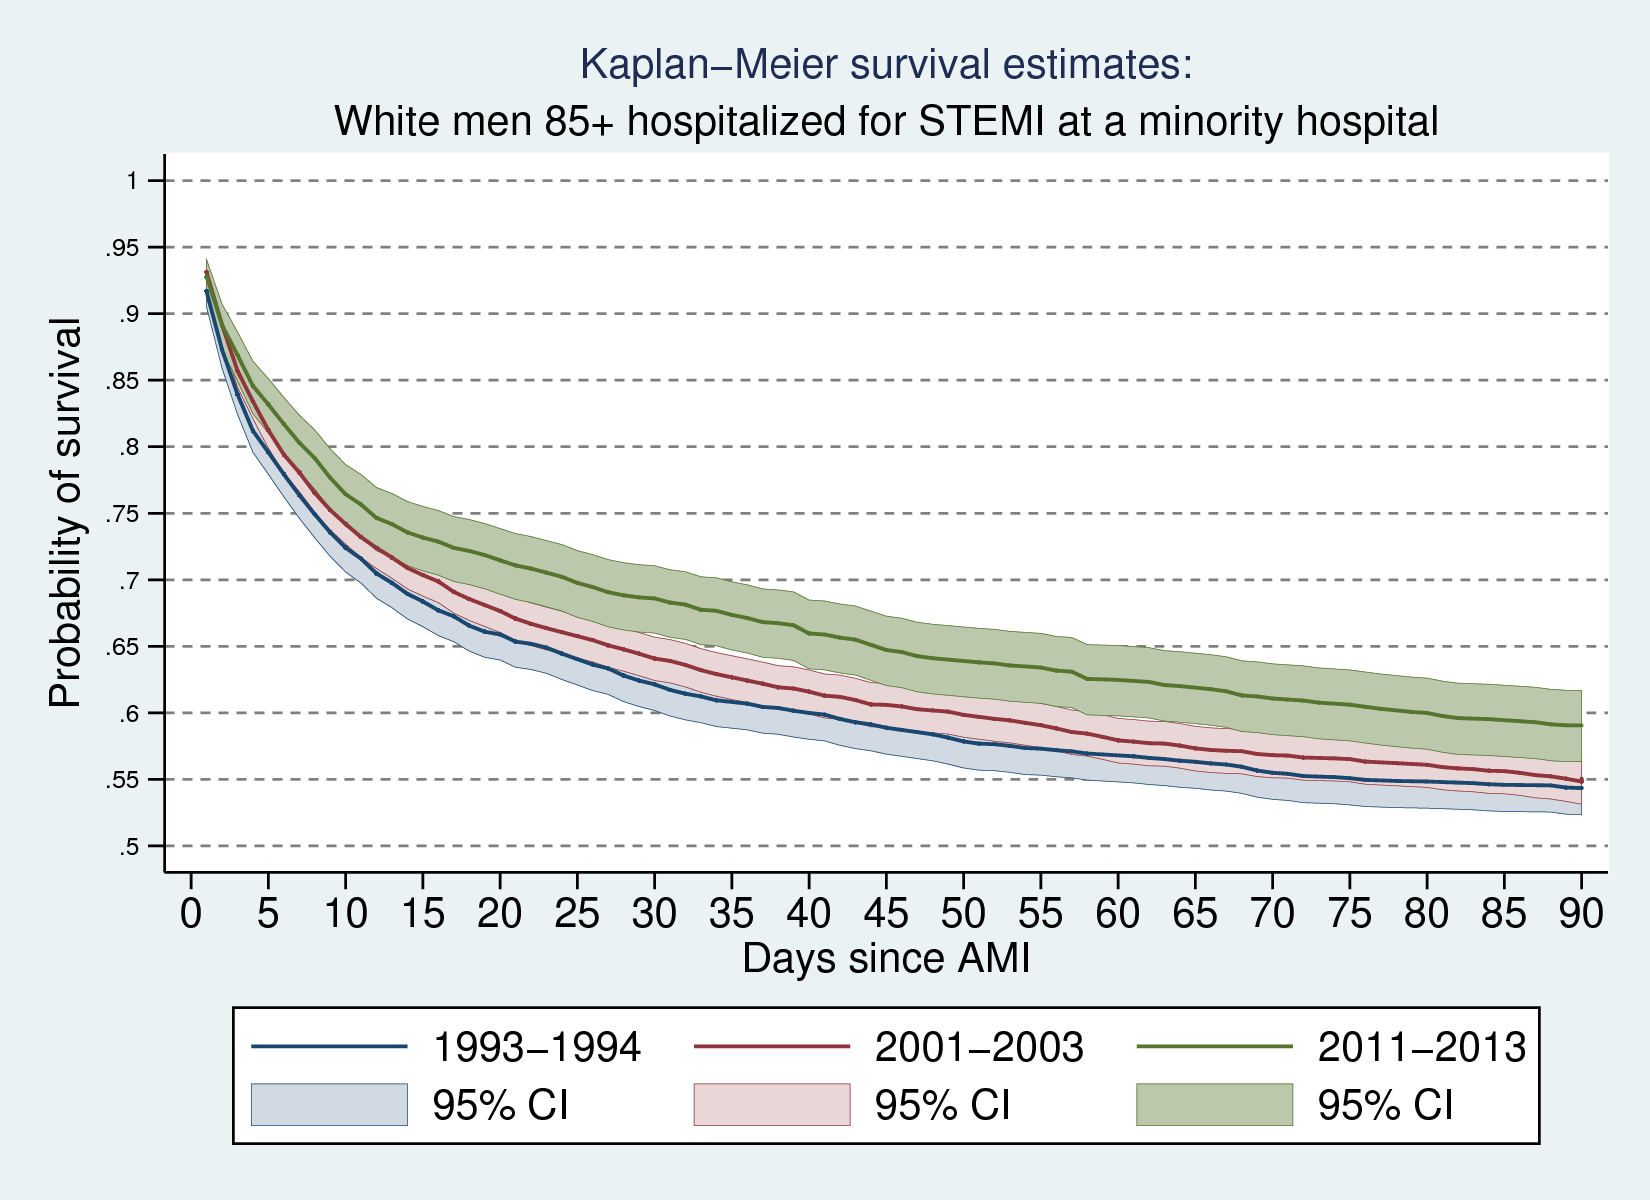 Kaplan–Meier survival estimates:
White men 85+ hospitalized for STEMI at a minority hospital
Probability of survival
1
.95
.9
.85
.8
.75
.7
.65
.6
.55
.5
0 5 10 15 20 25 30 35 40 45 50 55 60 65 70 75 80 85 90
Days since AMI
1993–1994 2001–2003 2011–2013
95% CI 95% CI 95% CI